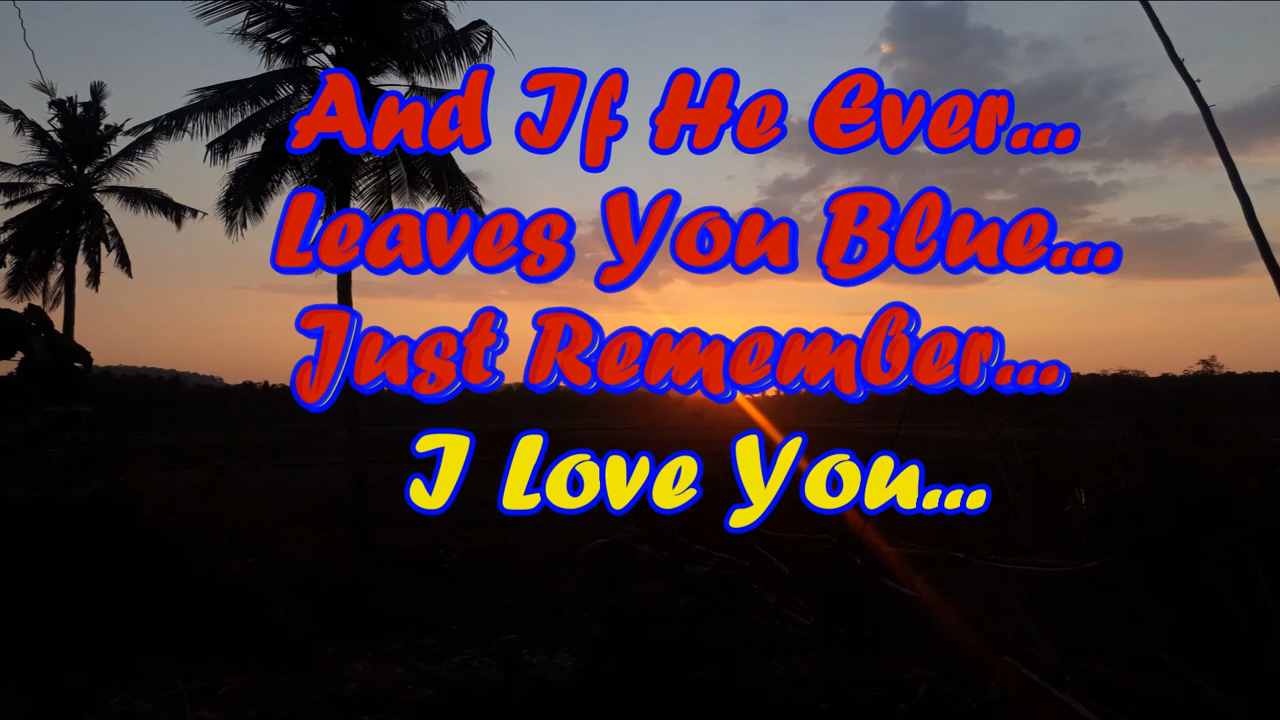 And If He Ever...
Leaves You Blue...
Just Remember...
I Love You...